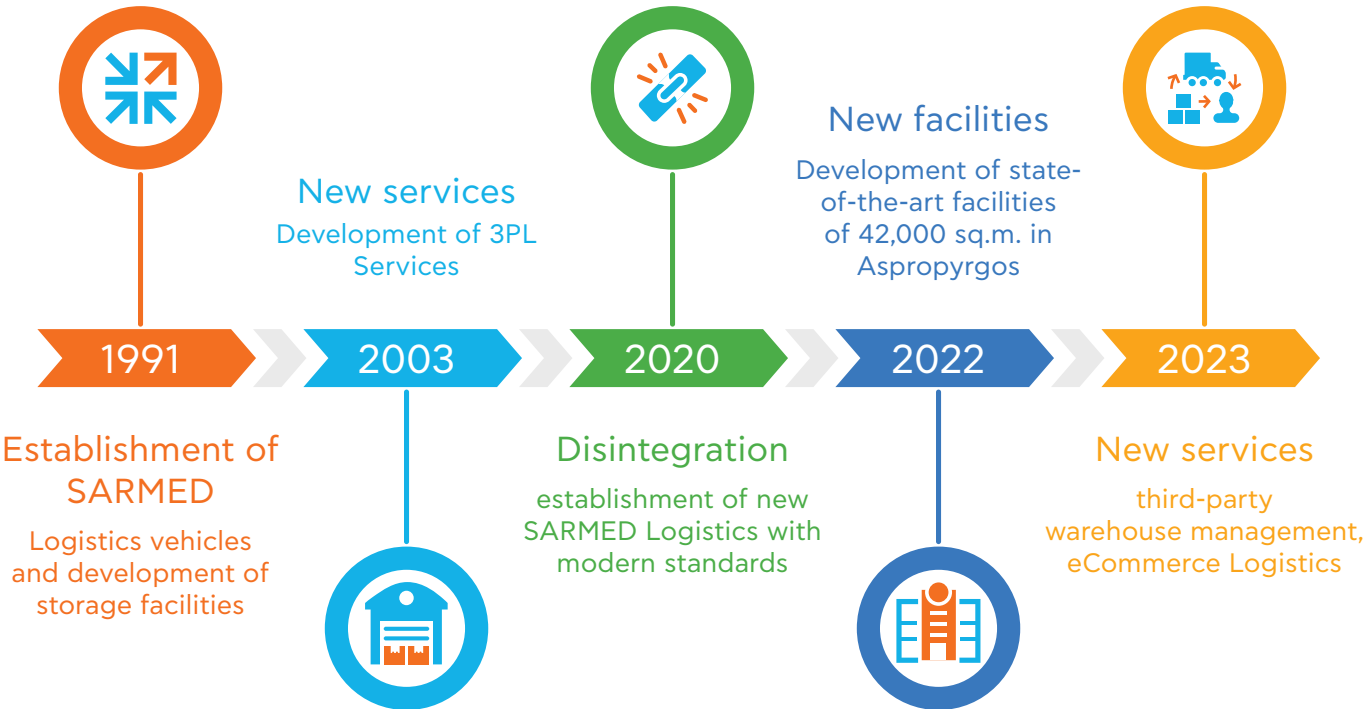 1991
Establishment of
SARMED
Logistics vehicles
and development of
storage facilities
New services
Development of 3PL
Services
2003
2020
Disintegration
establishment of new
SARMED Logistics with
modern standards
New facilities
Development of state-
of-the-art facilities
of 42,000 sq.m. in
Aspropyrgos
2022
2023
New services
third-party
warehouse management,
eCommerce Logistics